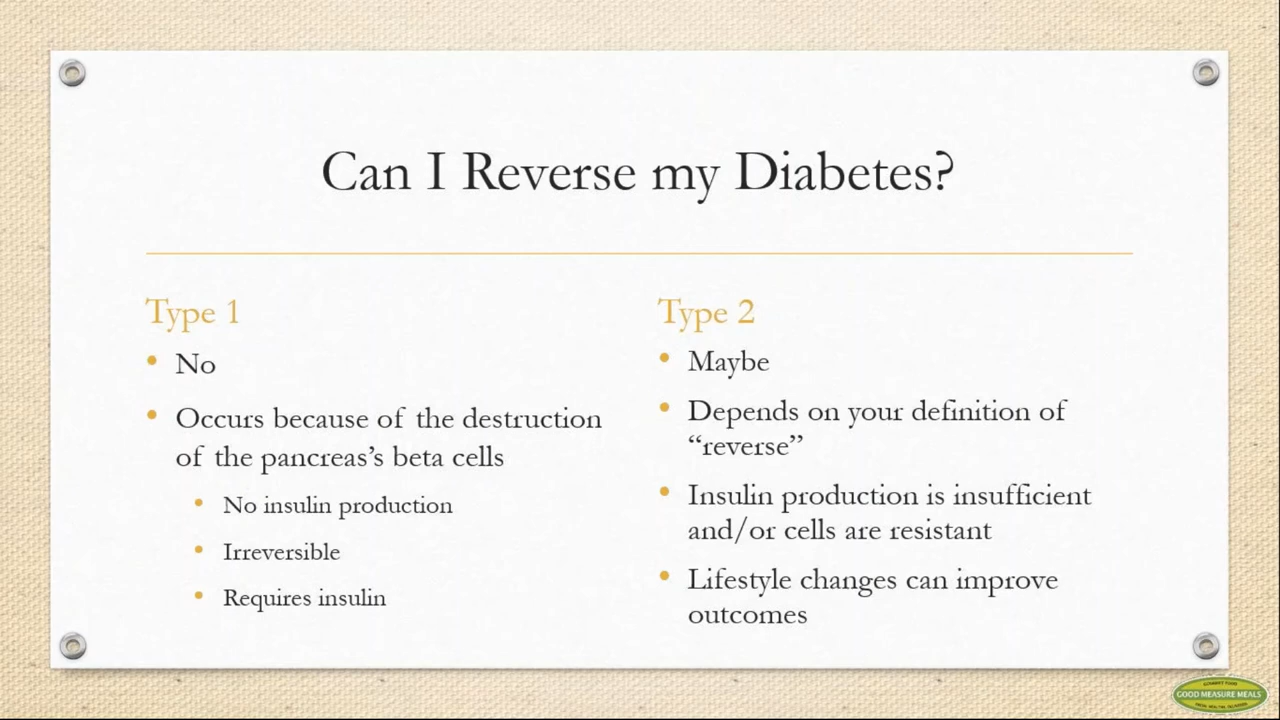 Can I Reverse my Diabetes?
Type 1
No
Occurs because of the destruction
of the pancreas’s beta cells
No insulin production
Irreversible
Requires insulin
Type 2
Maybe
Depends on your definition of
“reverse”
Insulin production is insufficient
and/or cells are resistant
Lifestyle changes can improve
outcomes
GOURMET FOOD
GOOD MEASURE MEALS